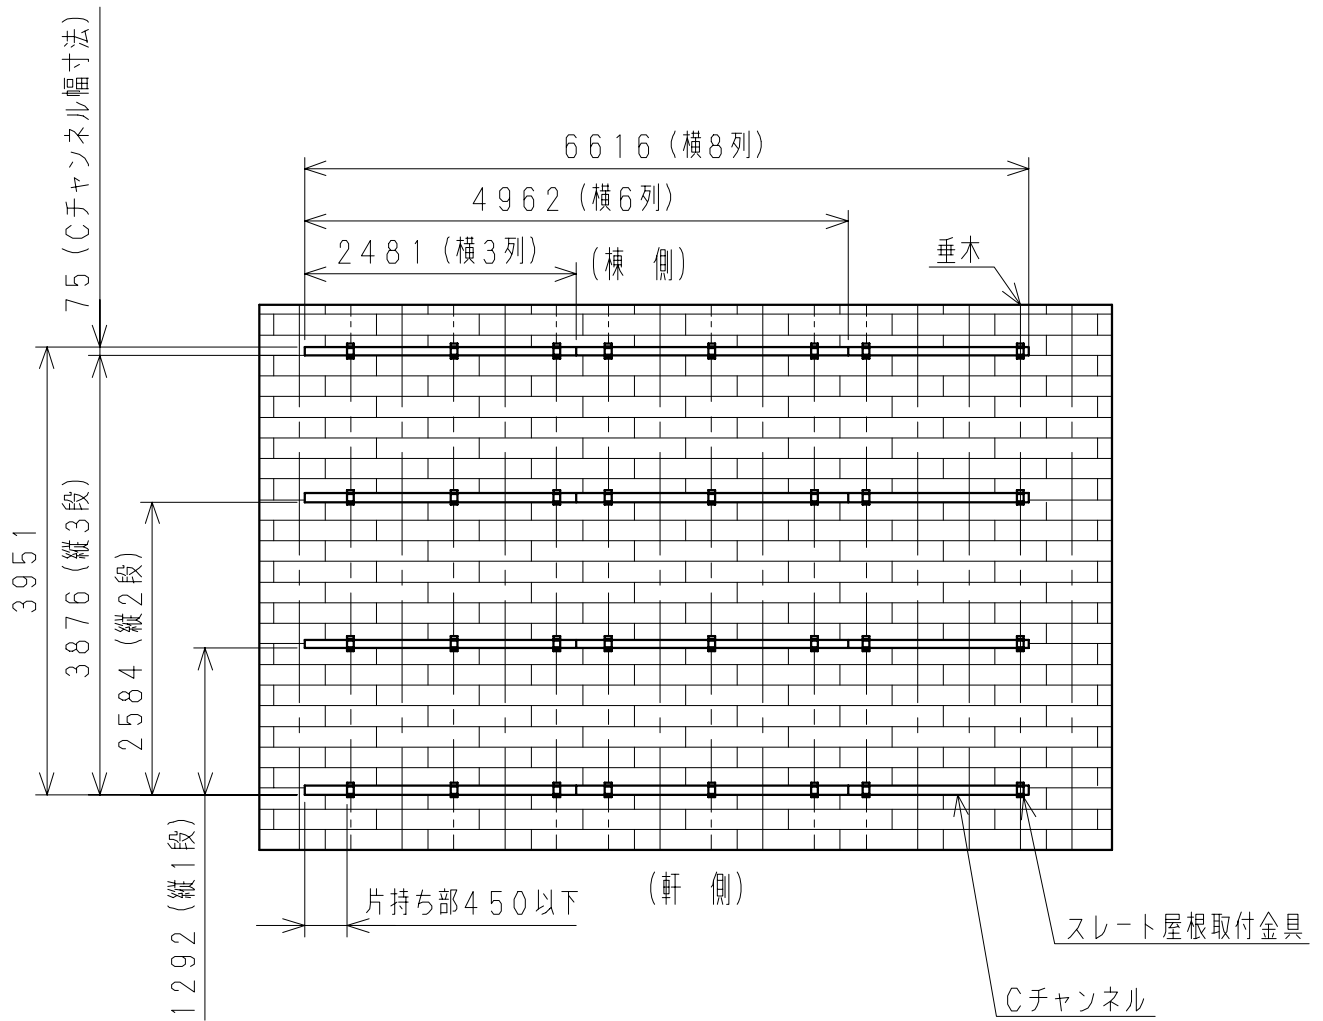 75（Cチャンネル幅寸法）
6616（横8列）
4962（横6列）
2481（横3列）
（棟 側）
垂木
3951
3876（縦3段）
2584（縦2段）
1292（縦1段）
片持ち部450以下
（軒 側）
スレート屋根取付金具
Cチャンネル